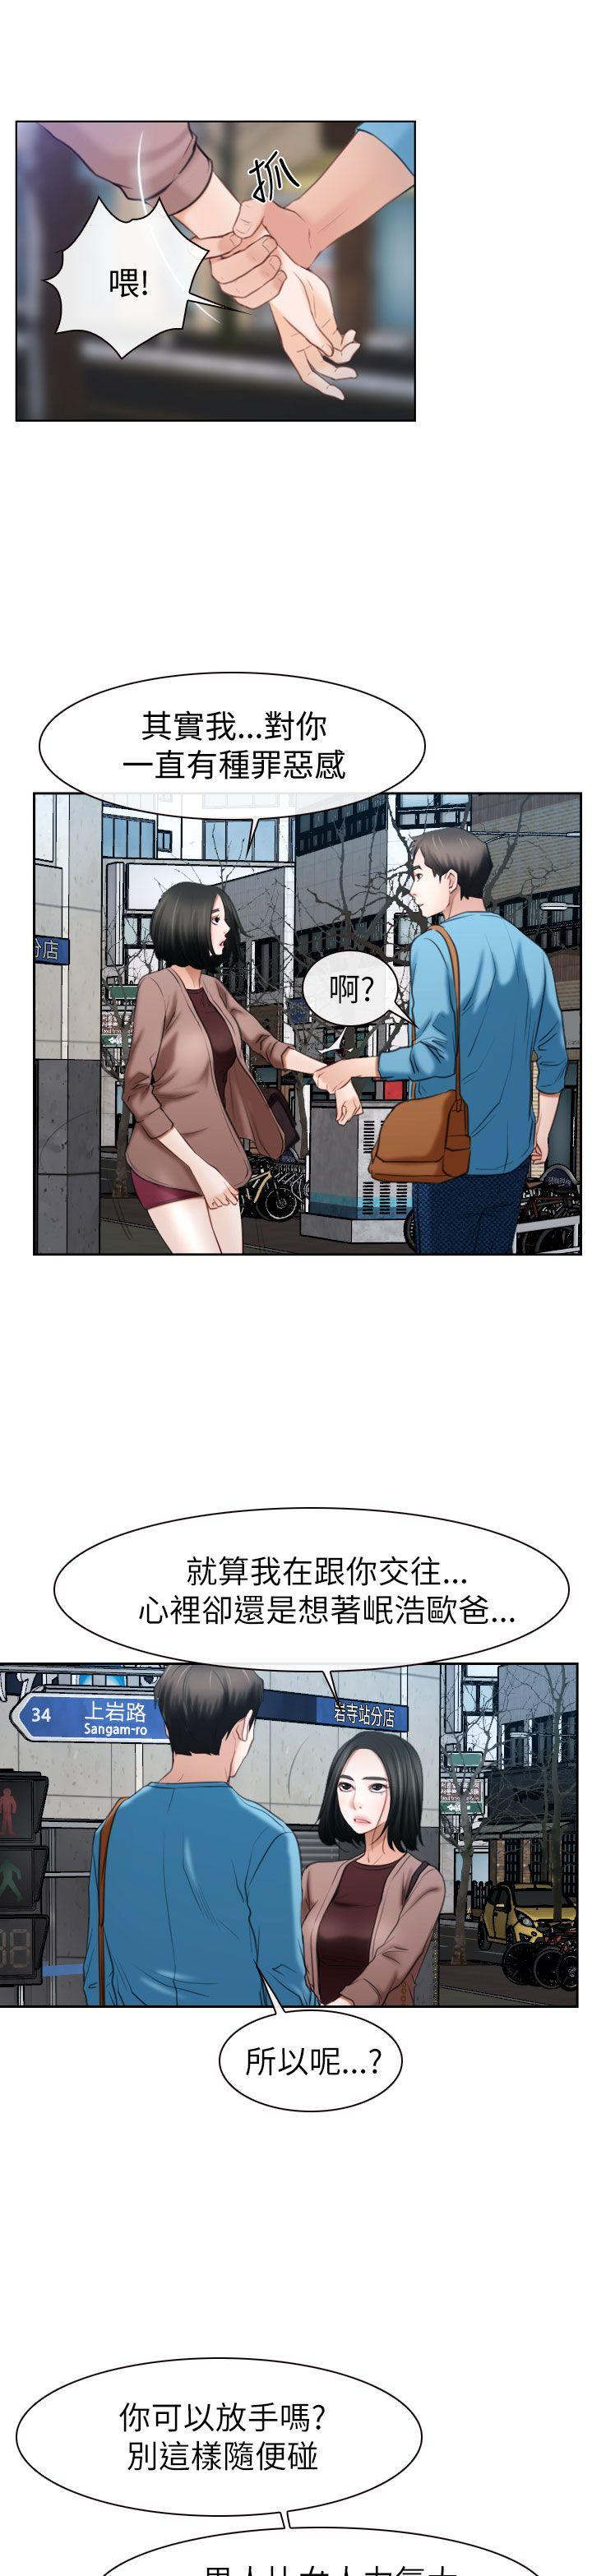 抓
喂!
其實我...對你
一直有種罪惡感
分店
啊?
就算我在跟你交往...
心裡卻還是想著岷浩歐爸...
34
上岩路
Sangam-ro
若寺站分店
所以呢...?
你可以放手嗎?
別這樣隨便碰